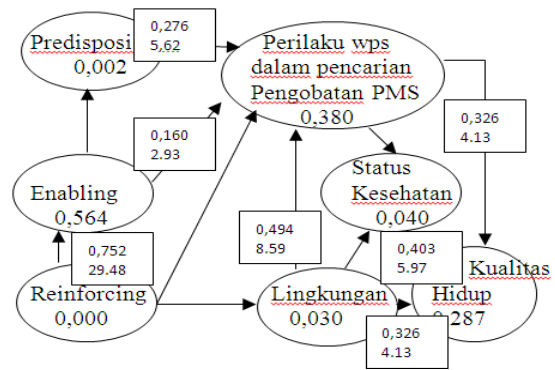 Predisposi
0,002
0,276
5,62
Perilaku wps
dalam pencarian
Pengobatan PMS
0,380
0,160
2.93
0,326
4.13
Enabling
0,564
Status
Kesehatan
0,040
0,752
29.48
0,494
8.59
0,403
5.97
Reinforcing
0,000
Lingkungan
0,030
Kualitas
Hidup
0,287
0,326
4.13